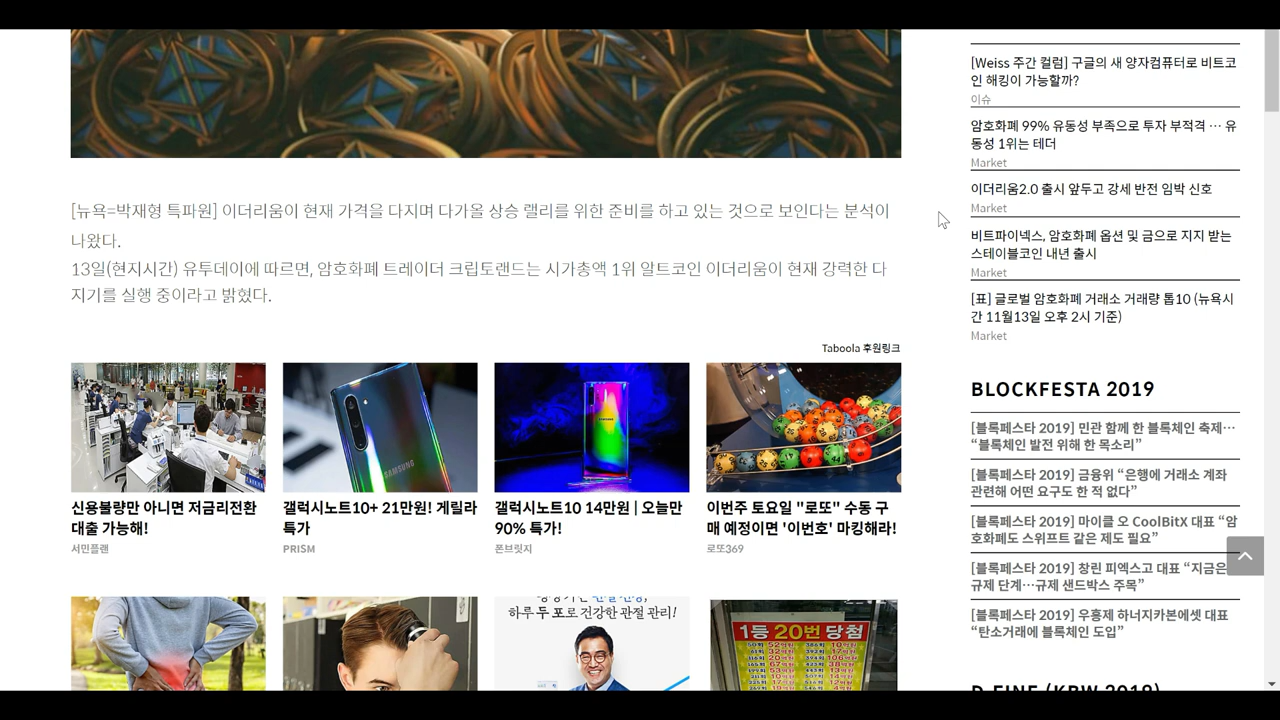 [뉴욕=박재형 특파원] 이더리움이 현재 가격을 다지며 다가올 상승 랠리를 위한 준비를 하고 있는 것으로 보인다는 분석이
나왔다.
13일(현지시간) 유투데이에 따르면, 암호화폐 트레이더 크립토랜드는 시가총액 1위 알트코인 이더리움이 현재 강력한 다
지기를 실행 중이라고 밝혔다.
Taboola 후원링크
신용불량만 아니면 저금리전환
대출 가능해!
서민플랜
갤럭시노트10+ 21만원! 게릴라
특가
PRISM
갤럭시노트10 14만원 | 오늘만
90% 특가!
폰브릿지
이번주 토요일 "로또" 수동 구
매 예정이면 '이번호' 마킹해라!
로또369
SAMSUNG
하루 두 포로 건강한 관절 관리!
1등 20번 당첨
[Weiss 주간 컬럼] 구글의 새 양자컴퓨터로 비트코
인 해킹이 가능할까?
이슈
암호화폐 99% 유동성 부족으로 투자 부적격 … 유
동성 1위는 테더
Market
이더리움2.0 출시 앞두고 강세 반전 임박 신호
Market
비트파이넥스, 암호화폐 옵션 및 금으로 지지 받는
스테이블코인 내년 출시
Market
[표] 글로벌 암호화폐 거래소 거래량 톱10 (뉴욕시
간 11월13일 오후 2시 기준)
Market
BLOCKFESTA 2019
[블록페스타 2019] 민관 함께 한 블록체인 축제…
“블록체인 발전 위해 한 목소리”
[블록페스타 2019] 금융위 “은행에 거래소 계좌
관련해 어떤 요구도 한 적 없다”
[블록페스타 2019] 마이클 오 CoolBitX 대표 “암
호화폐도 스위프트 같은 제도 필요”
[블록페스타 2019] 창린 피엑스고 대표 “지금은
규제 단계…규제 샌드박스 주목”
[블록페스타 2019] 우홍제 하너지카본에셋 대표
“탄소거래에 블록체인 도입”
D.FINE (KBW 2019)